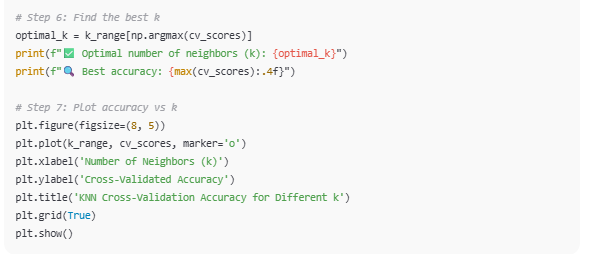 # Step 6: Find the best k
optimal_k = k_range[np.argmax(cv_scores)]
print(f"✅ Optimal number of neighbors (k): {optimal_k}")
print(f"🔍 Best accuracy: {max(cv_scores):.4f}")
# Step 7: Plot accuracy vs k
plt.figure(figsize=(8, 5))
plt.plot(k_range, cv_scores, marker='o')
plt.xlabel('Number of Neighbors (k)')
plt.ylabel('Cross-Validated Accuracy')
plt.title('KNN Cross-Validation Accuracy for Different k')
plt.grid(True)
plt.show()